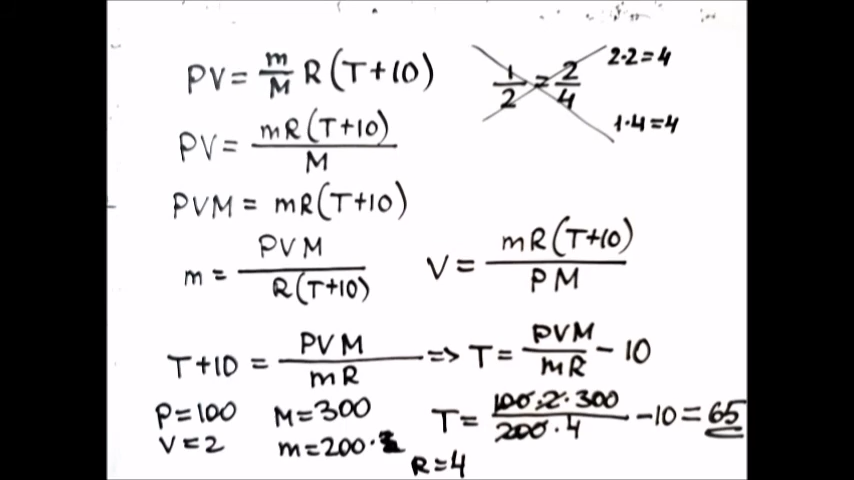 PV = m/M R(T+10)
1/2 = 2/4
2·2=4
1·4=4
PV = mR(T+10)/M
PVM = mR(T+10)
m = PVM/R(T+10)
V = mR(T+10)/PM
T+10 = PVM/mR => T = PVM/mR - 10
P=100 M=300
V=2 m=200·
R=4
T = 100·2·300/200·4 - 10 = 65